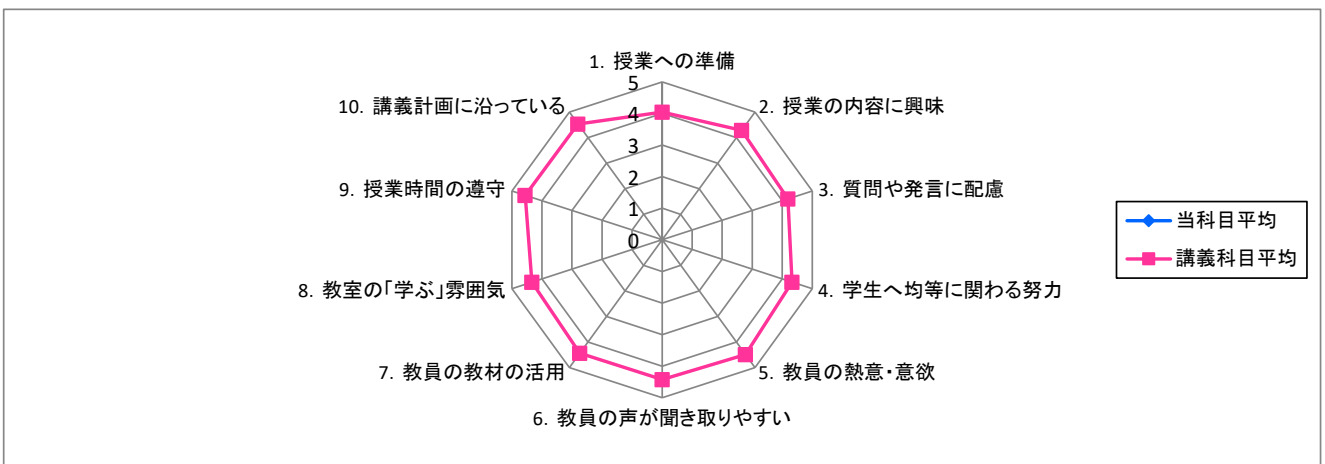 1. 授業への準備
2. 授業の内容に興味
3. 質問や発言に配慮
4. 学生へ均等に関わる努力
5. 教員の熱意・意欲
6. 教員の声が聞き取りやすい
7. 教員の教材の活用
8. 教室の「学ぶ」雰囲気
9. 授業時間の遵守
10. 講義計画に沿っている
5
4
3
2
1
0
当科目平均
講義科目平均